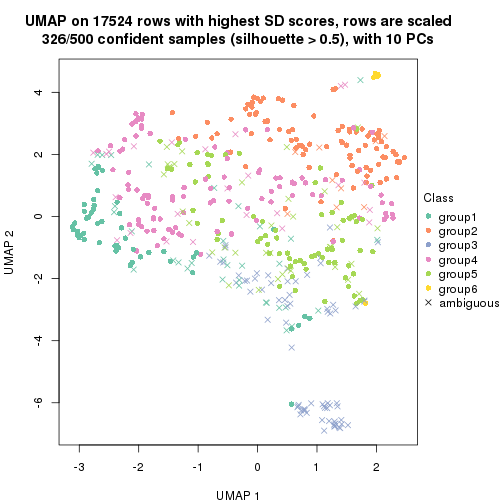 UMAP on 17524 rows with highest SD scores, rows are scaled
326/500 confident samples (silhouette > 0.5), with 10 PCs
UMAP 2
4
2
0
-2
-4
-6
-3
-2
-1
0
1
2
UMAP 1
Class
group1
group2
group3
group4
group5
group6
ambiguous